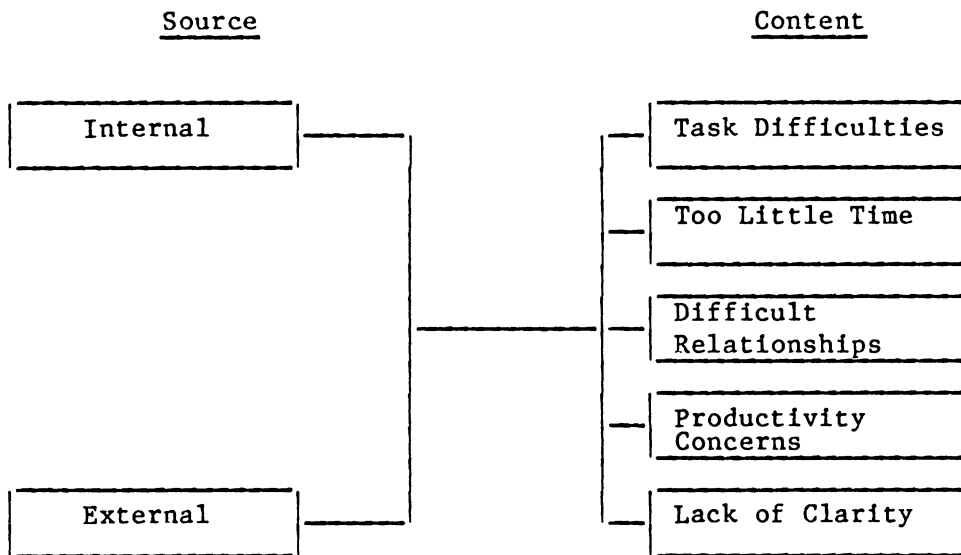 Source
Content
Internal
Task Difficulties
Too Little Time
Difficult
Relationships
Productivity
Concerns
External
Lack of Clarity